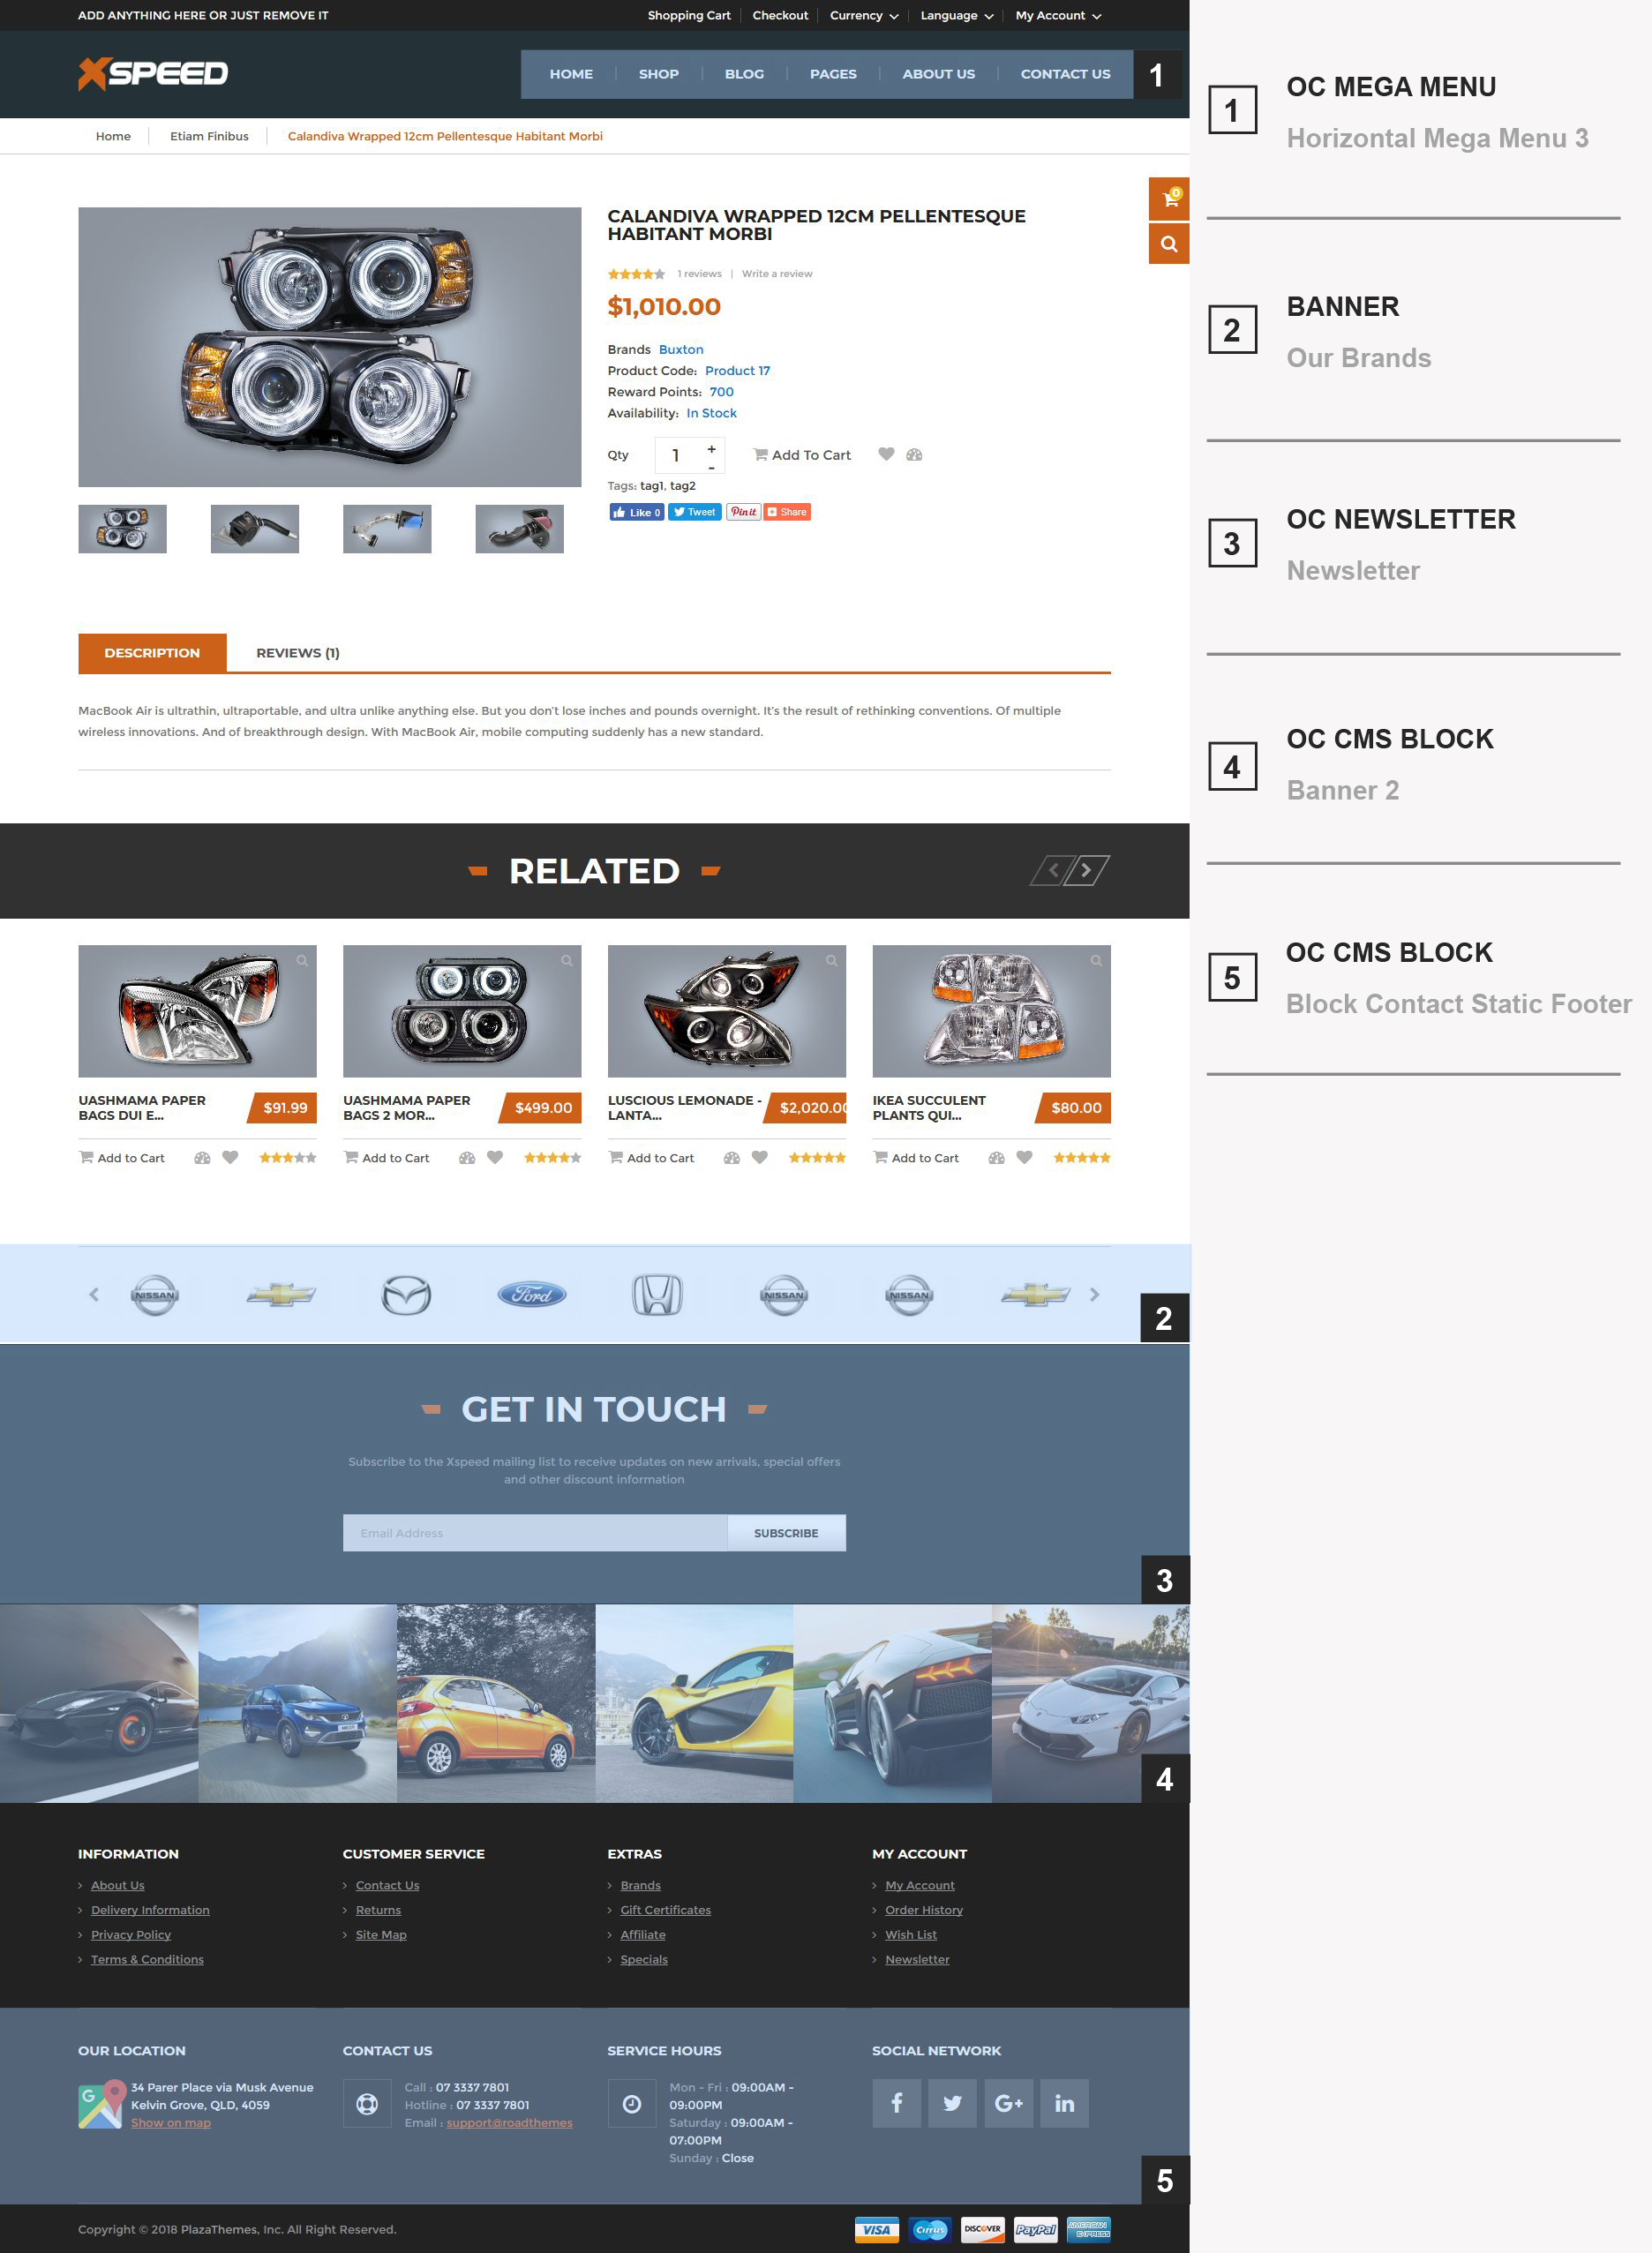 ADD ANYTHING HERE OR JUST REMOVE IT
Shopping Cart Checkout Currency Language My Account
XSPEED
HOME SHOP BLOG PAGES ABOUT US CONTACT US 1
Home Etiam Finibus Calandiva Wrapped 12cm Pellentesque Habitant Morbi
0
CALANDIVA WRAPPED 12CM PELLENTESQUE
HABITANT MORBI
1 reviews | Write a review
$1,010.00
Brands Buxton
Product Code: Product 17
Reward Points: 700
Availability: In Stock
Qty 1 + - Add To Cart
Tags: tag1, tag2
Like 0 Tweet Pin it Share
DESCRIPTION REVIEWS (1)
MacBook Air is ultrathin, ultraportable, and ultra unlike anything else. But you don't lose inches and pounds overnight. It's the result of rethinking conventions. Of multiple
wireless innovations. And of breakthrough design. With MacBook Air, mobile computing suddenly has a new standard.
RELATED
UASHMAMA PAPER
BAGS DUI E...
$91.99
Add to Cart
UASHMAMA PAPER
BAGS 2 MOR...
$499.00
Add to Cart
LUSCIOUS LEMONADE -
LANTA...
$2,020.00
Add to Cart
IKEA SUCCULENT
PLANTS QUI...
$80.00
Add to Cart
NISSAN Ford NISSAN NISSAN
2
GET IN TOUCH
Subscribe to the Xspeed mailing list to receive updates on new arrivals, special offers
and other discount information
Email Address SUBSCRIBE
3
4
INFORMATION
About Us
Delivery Information
Privacy Policy
Terms & Conditions
CUSTOMER SERVICE
Contact Us
Returns
Site Map
EXTRAS
Brands
Gift Certificates
Affiliate
Specials
MY ACCOUNT
My Account
Order History
Wish List
Newsletter
OUR LOCATION
G
34 Parer Place via Musk Avenue
Kelvin Grove, QLD, 4059
Show on map
CONTACT US
Call : 07 3337 7801
Hotline : 07 3337 7801
Email : support@roadthemes
SERVICE HOURS
Mon - Fri : 09:00AM -
09:00PM
Saturday : 09:00AM -
07:00PM
Sunday : Close
SOCIAL NETWORK
f G+ in
5
Copyright © 2018 PlazaThemes, Inc. All Right Reserved.
VISA Cirrus DISCOVER PayPal AMERICAN EXPRESS
1
OC MEGA MENU
Horizontal Mega Menu 3
2
BANNER
Our Brands
3
OC NEWSLETTER
Newsletter
4
OC CMS BLOCK
Banner 2
5
OC CMS BLOCK
Block Contact Static Footer